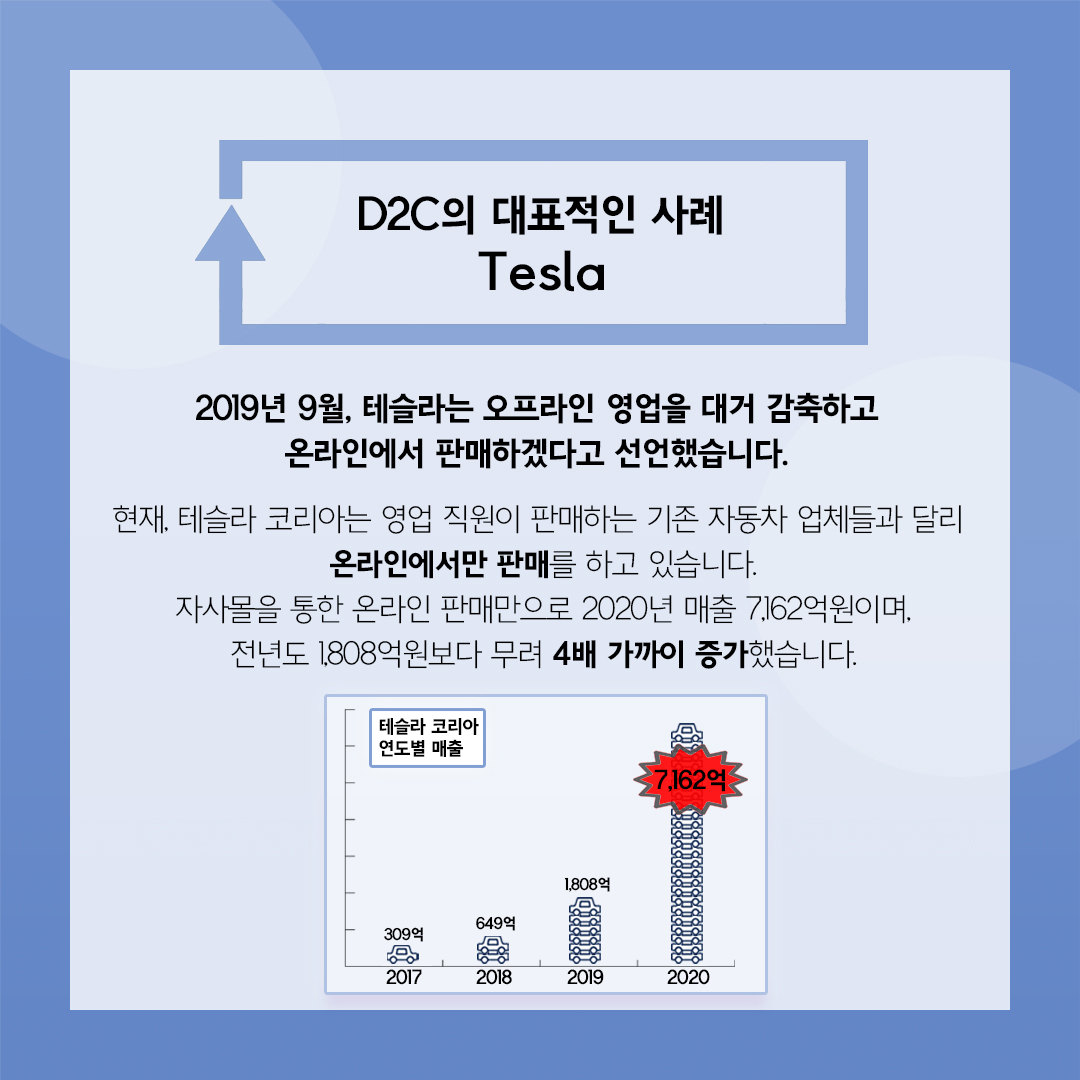 D2C의 대표적인 사례
Tesla
2019년 9월, 테슬라는 오프라인 영업을 대거 감축하고
온라인에서 판매하겠다고 선언했습니다.
현재, 테슬라 코리아는 영업 직원이 판매하는 기존 자동차 업체들과 달리
온라인에서만 판매를 하고 있습니다.
자사몰을 통한 온라인 판매만으로 2020년 매출 7,162억원이며,
전년도 1,808억원보다 무려 4배 가까이 증가했습니다.
테슬라 코리아
연도별 매출
7,162억
1,808억
649억
309억
2017 2018 2019 2020